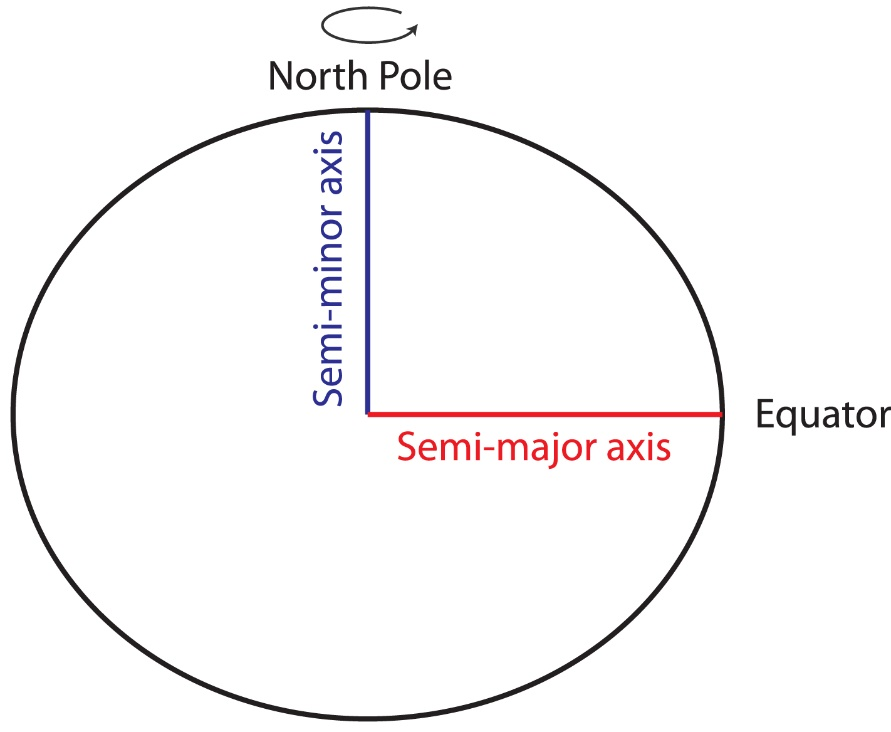 North Pole
Semi-minor axis
Equator
Semi-major axis